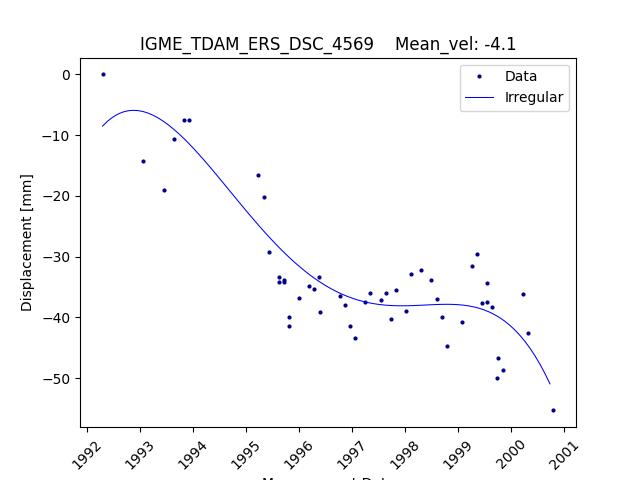 IGME_TDAM_ERS_DSC_4569    Mean_vel: -4.1
Data
Irregular
Displacement [mm]
0
−10
−20
−30
−40
−50
1992 1993 1994 1995 1996 1997 1998 1999 2000 2001